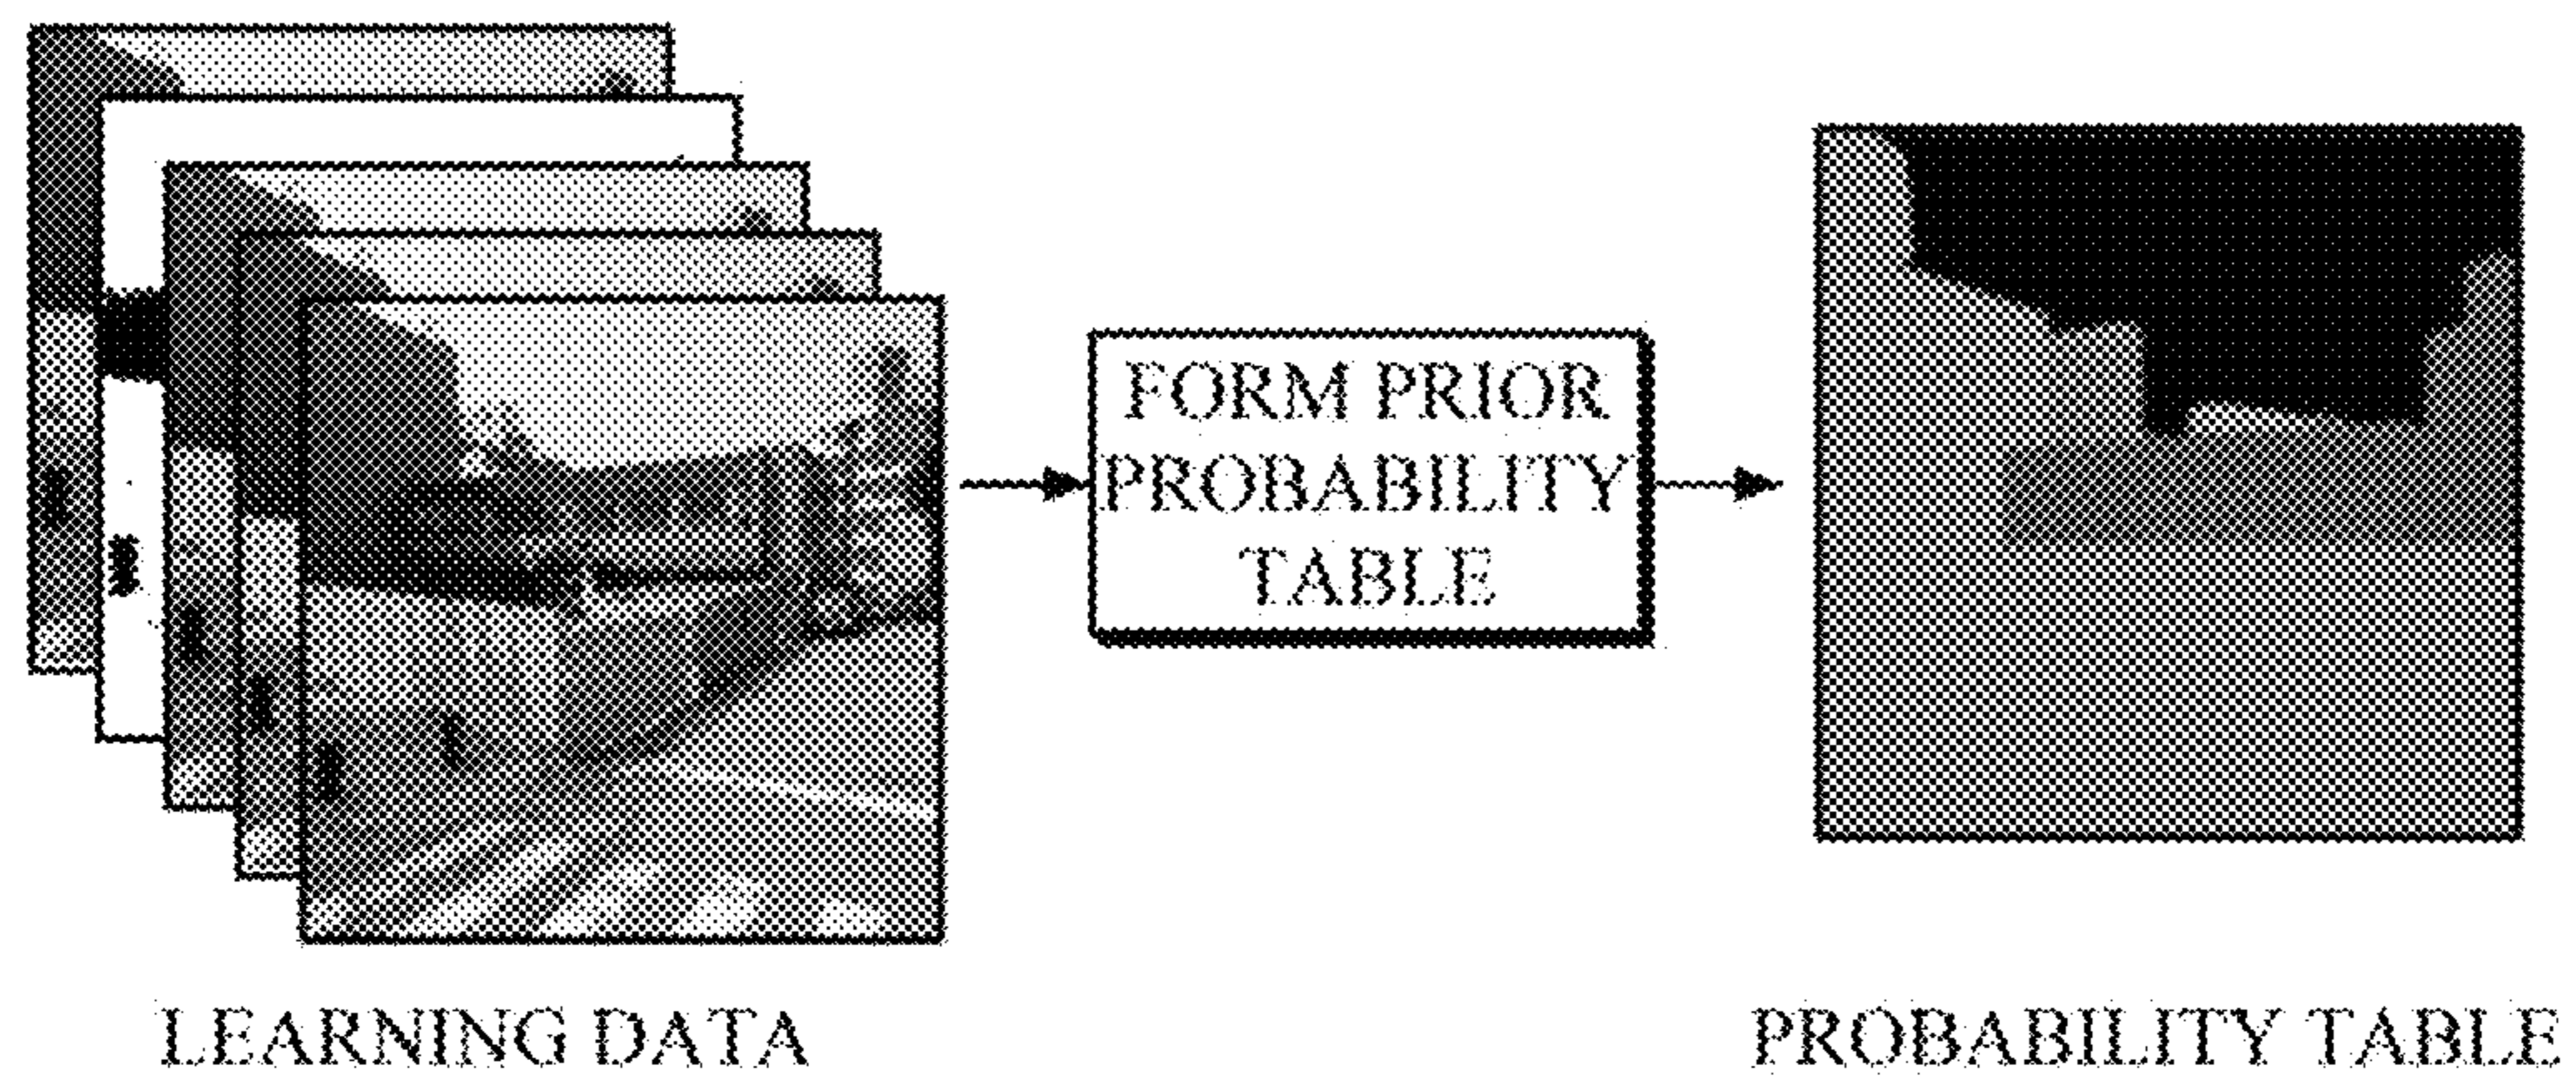 FORM PRIOR
PROBABILITY
TABLE
LEARNING DATA
PROBABILITY TABLE